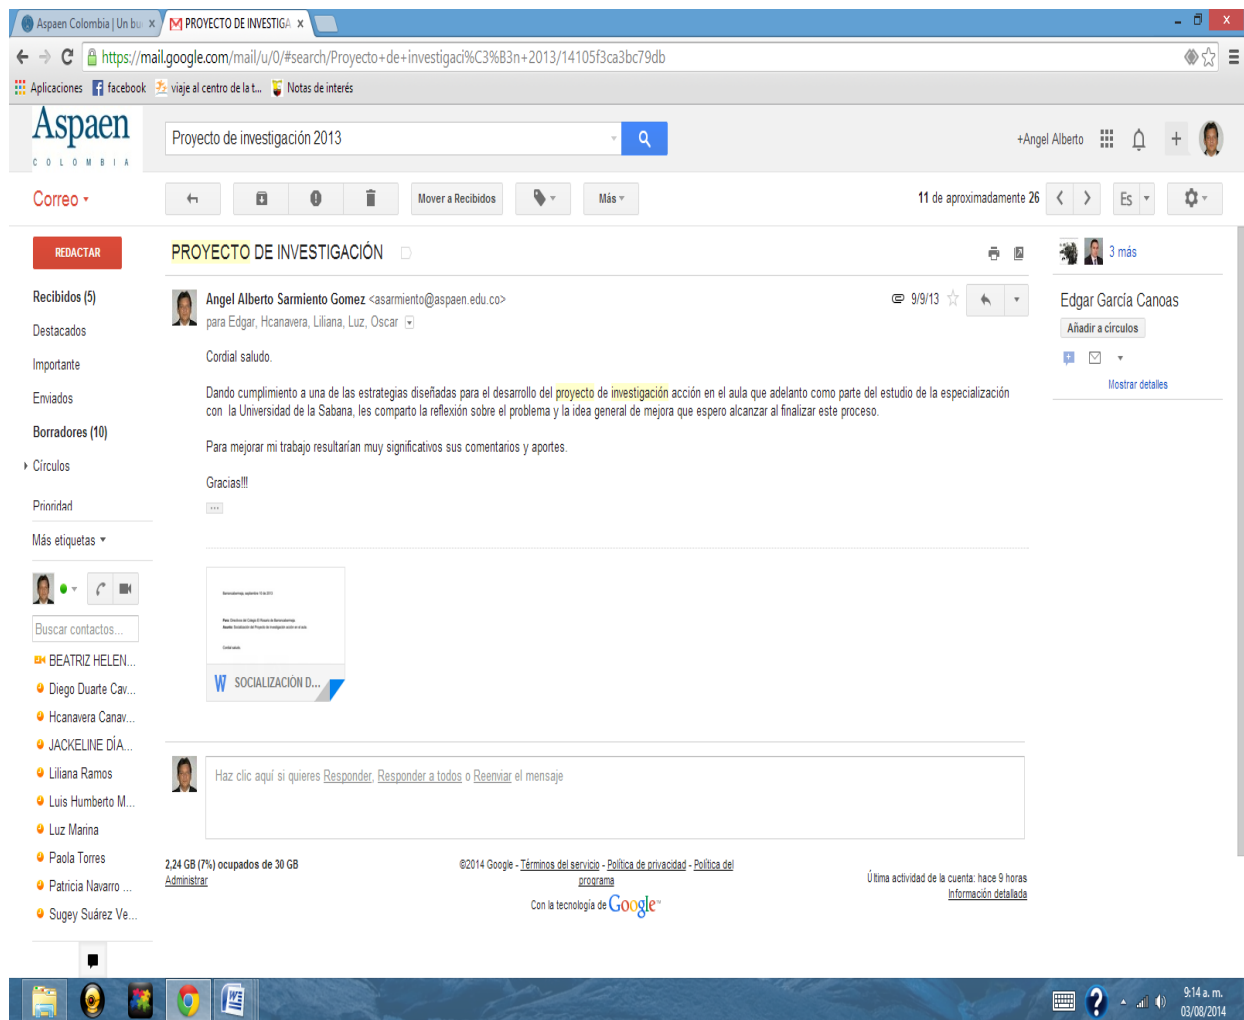 Aspaen Colombia | Un bu
PROYECTO DE INVESTIGA
https://mail.google.com/mail/u/0/#search/Proyecto+de+investigaci%C3%B3n+2013/14105f3ca3bc79db
Aplicaciones facebook viaje al centro de la t... Notas de interés
Aspaen
COLOMBIA
Proyecto de investigación 2013
+Angel Alberto
Correo
Mover a Recibidos
Más
11 de aproximadamente 26
Es
REDACTAR
Recibidos (5)
Destacados
Importante
Enviados
Borradores (10)
Círculos
Prioridad
Más etiquetas
Buscar contactos...
BEATRIZ HELEN...
Diego Duarte Cav...
Hcanavera Canav...
JACKELINE DÍA...
Liliana Ramos
Luis Humberto M...
Luz Marina
Paola Torres
Patricia Navarro ...
Sugey Suárez Ve...
PROYECTO DE INVESTIGACIÓN
Angel Alberto Sarmiento Gomez <asarmiento@aspaen.edu.co>
9/9/13
para Edgar, Hcanavera, Liliana, Luz, Oscar
Cordial saludo.
Dando cumplimiento a una de las estrategias diseñadas para el desarrollo del proyecto de investigación acción en el aula que adelanto como parte del estudio de la especialización
con la Universidad de la Sabana, les comparto la reflexión sobre el problema y la idea general de mejora que espero alcanzar al finalizar este proceso.
Para mejorar mi trabajo resultarían muy significativos sus comentarios y aportes.
Gracias!!!
SOCIALIZACIÓN D...
Haz clic aquí si quieres Responder, Responder a todos o Reenviar el mensaje
2,24 GB (7%) ocupados de 30 GB
Administrar
©2014 Google - Términos del servicio - Política de privacidad - Política del
programa
Con la tecnología de Google™
Última actividad de la cuenta: hace 9 horas
Información detallada
3 más
Edgar García Canoas
Añadir a círculos
Mostrar detalles
9:14 a. m.
03/08/2014